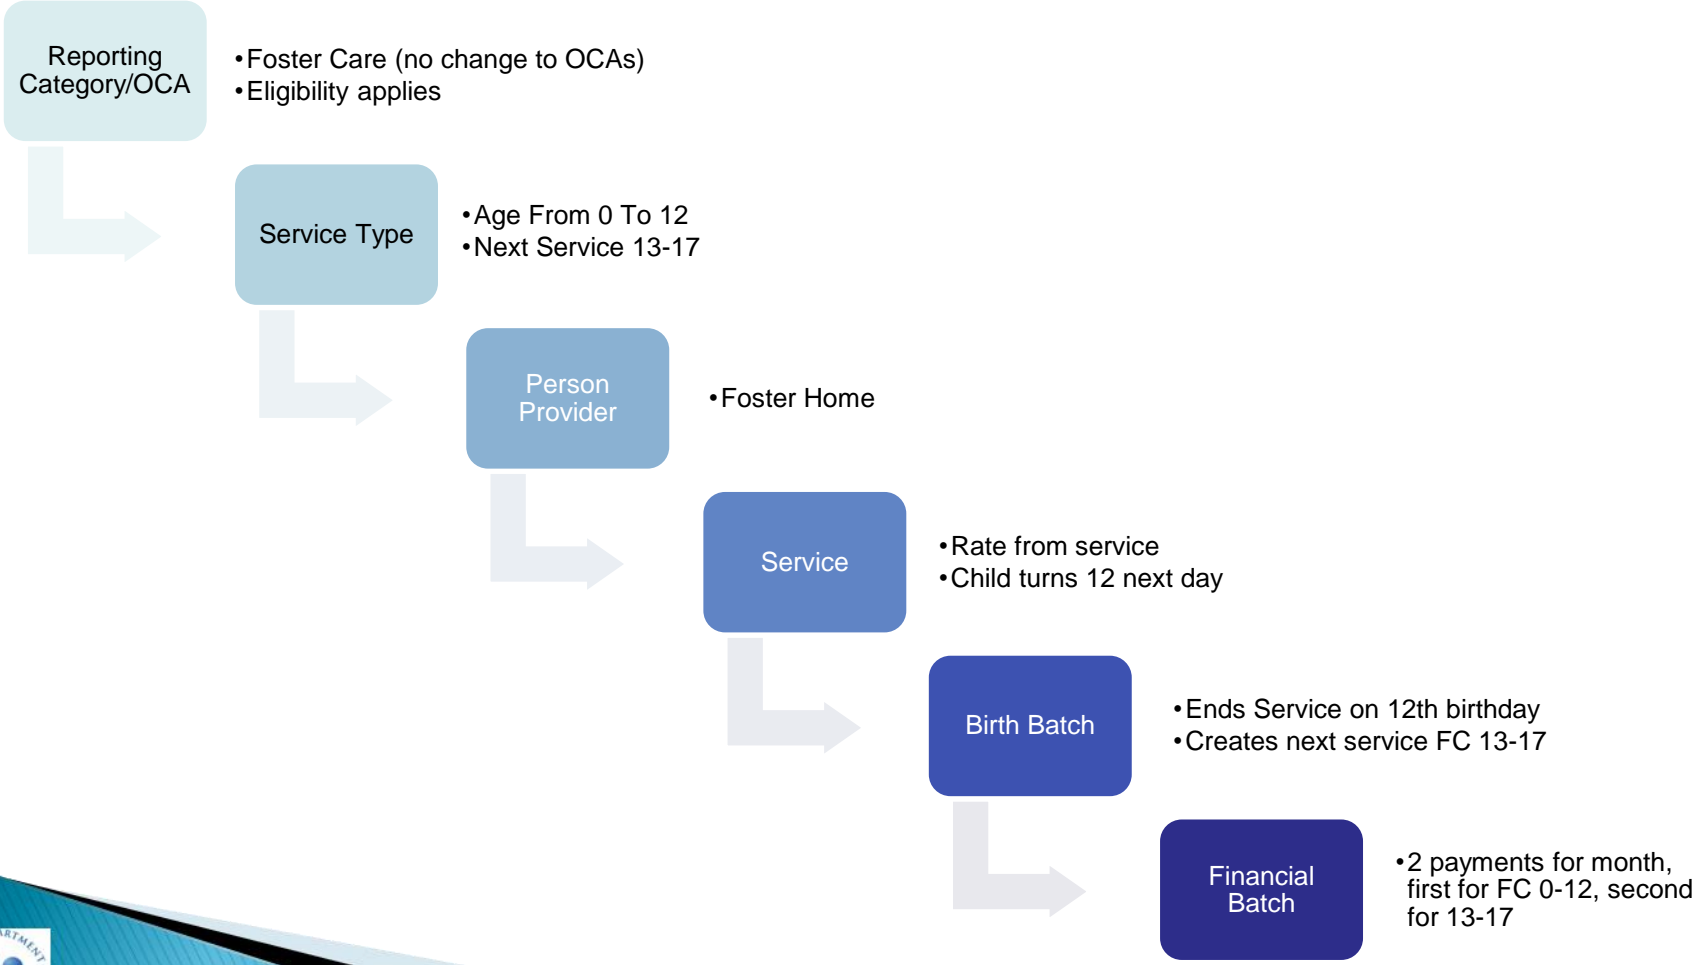 Reporting
Category/OCA
•Foster Care (no change to OCAs)
•Eligibility applies
Service Type
•Age From 0 To 12
•Next Service 13-17
Person
Provider
•Foster Home
Service
•Rate from service
•Child turns 12 next day
Birth Batch
•Ends Service on 12th birthday
•Creates next service FC 13-17
Financial
Batch
•2 payments for month,
first for FC 0-12, second
for 13-17